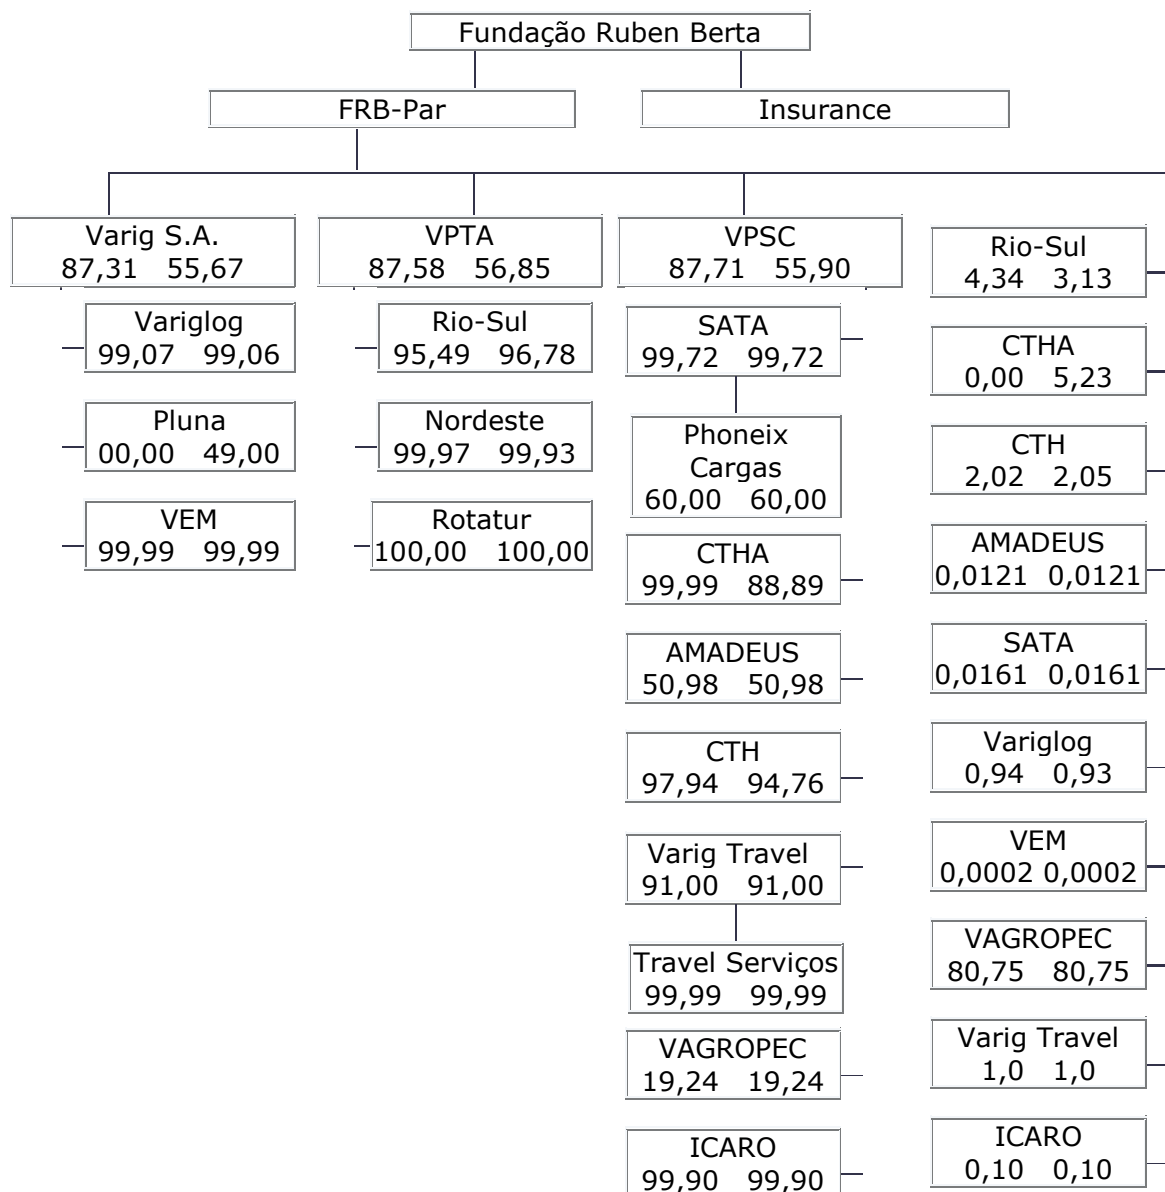 Fundação Ruben Berta
FRB-Par
Insurance
Varig S.A.
87,31 55,67
VPTA
87,58 56,85
VPSC
87,71 55,90
Rio-Sul
4,34 3,13
Variglog
99,07 99,06
Rio-Sul
95,49 96,78
SATA
99,72 99,72
CTHA
0,00 5,23
Pluna
00,00 49,00
Nordeste
99,97 99,93
Phoneix
Cargas
60,00 60,00
CTH
2,02 2,05
VEM
99,99 99,99
Rotatur
100,00 100,00
CTHA
99,99 88,89
AMADEUS
0,0121 0,0121
AMADEUS
50,98 50,98
SATA
0,0161 0,0161
CTH
97,94 94,76
Variglog
0,94 0,93
Varig Travel
91,00 91,00
VEM
0,0002 0,0002
Travel Serviços
99,99 99,99
VAGROPEC
80,75 80,75
VAGROPEC
19,24 19,24
Varig Travel
1,0 1,0
ICARO
99,90 99,90
ICARO
0,10 0,10